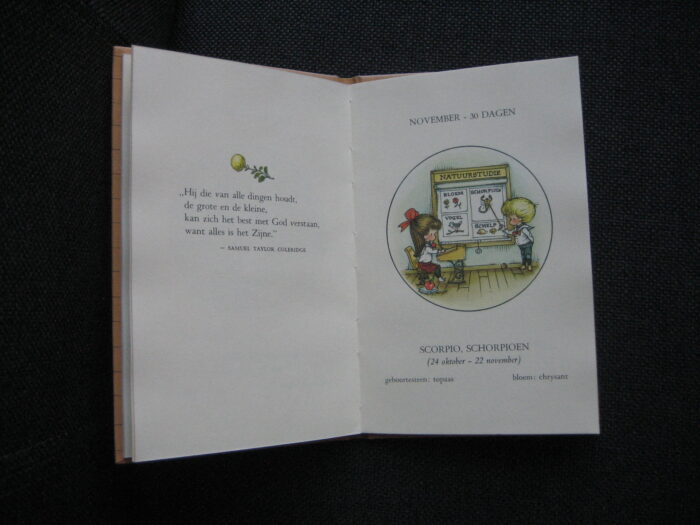 „Hij die van alle dingen houdt,
de grote en de kleine,
kan zich het best met God verstaan,
want alles is het Zijne.”
— SAMUEL TAYLOR COLERIDGE
NOVEMBER - 30 DAGEN
NATUURSTUDIE
BLOEM
SCHORPIOEN
VOGEL
SCHELP
SCORPIO, SCHORPIOEN
(24 oktober – 22 november)
geboortesteen: topaas
bloem: chrysant